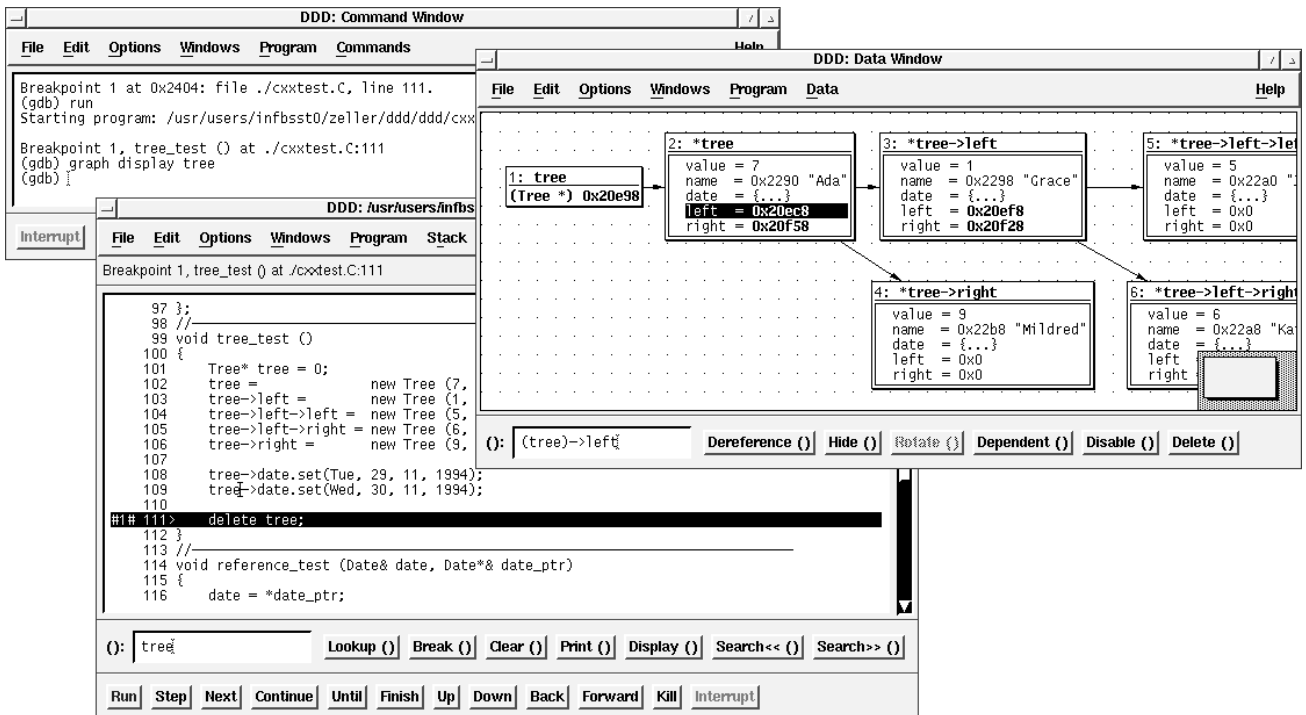 DDD: Command Window
File Edit Options Windows Program Commands Help
Breakpoint 1 at 0x2404: file ./cxxtest.C, line 111.
(gdb) run
Starting program: /usr/users/infbsst0/zeller/ddd/ddd/cxx
Breakpoint 1, tree_test () at ./cxxtest.C:111
(gdb) graph display tree
(gdb)
Interrupt
DDD: Data Window
File Edit Options Windows Program Data Help
1: tree
(Tree *) 0x20e98
2: *tree
value = 7
name = 0x2290 "Ada"
date = {...}
left = 0x20ec8
right = 0x20f58
3: *tree->left
value = 1
name = 0x2298 "Grace"
date = {...}
left = 0x20ef8
right = 0x20f28
5: *tree->left->lef
value = 5
name = 0x22a0
date = {...}
left = 0x0
right = 0x0
4: *tree->right
value = 9
name = 0x22b8 "Mildred"
date = {...}
left = 0x0
right = 0x0
6: *tree->left->right
value = 6
name = 0x22a8 "Ka
date = {...}
left
right
(): (tree)->left
Dereference () Hide () Rotate () Dependent () Disable () Delete ()
DDD: /usr/users/infbs
File Edit Options Windows Program Stack
Breakpoint 1, tree_test () at ./cxxtest.C:111
97 };
98 //
99 void tree_test ()
100 {
101 Tree* tree = 0;
102 tree = new Tree (7,
103 tree->left = new Tree (1,
104 tree->left->left = new Tree (5,
105 tree->left->right = new Tree (6,
106 tree->right = new Tree (9,
107
108 tree->date.set(Tue, 29, 11, 1994);
109 tree->date.set(Wed, 30, 11, 1994);
110
#1# 111> delete tree;
112 }
113 //
114 void reference_test (Date& date, Date*& date_ptr)
115 {
116 date = *date_ptr;
(): tree
Lookup () Break () Clear () Print () Display () Search<< () Search>> ()
Run Step Next Continue Until Finish Up Down Back Forward Kill Interrupt